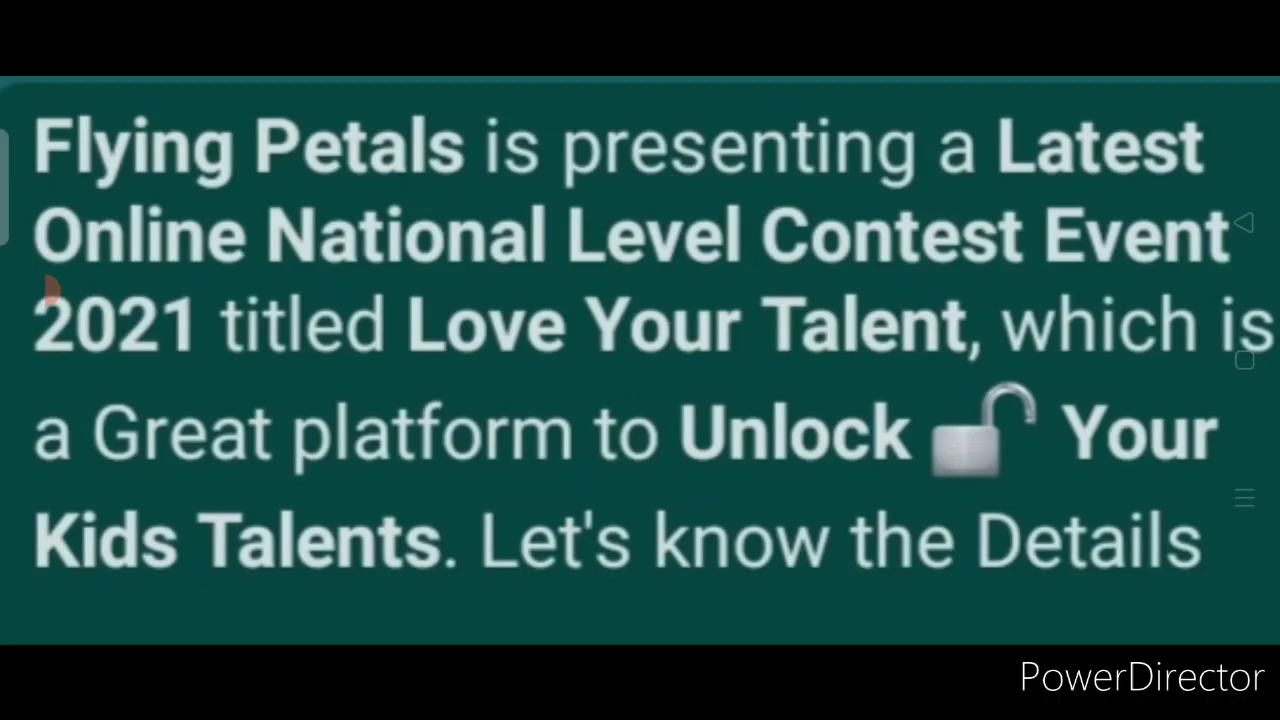 Flying Petals is presenting a Latest
Online National Level Contest Event
2021 titled Love Your Talent, which is
a Great platform to Unlock 🔓 Your
Kids Talents. Let's know the Details
PowerDirector